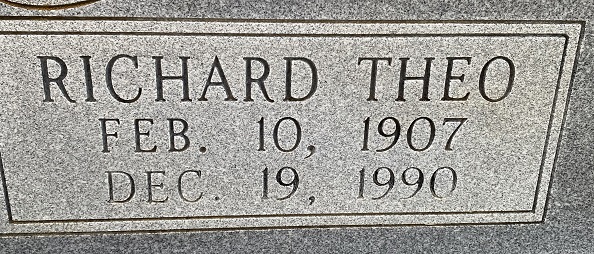 RICHARD THEO
FEB. 10, 1907
DEC. 19, 1990